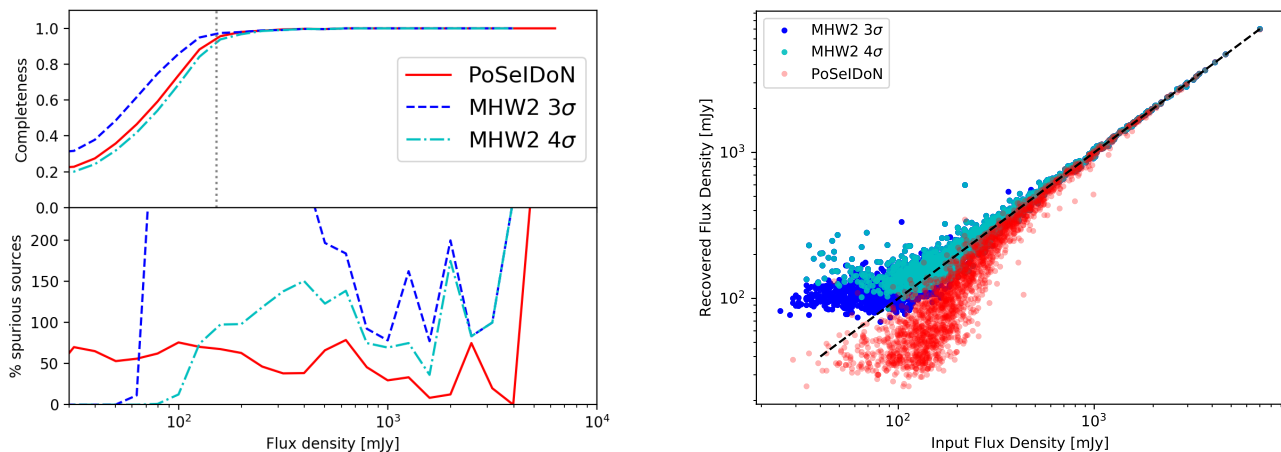 1.0
0.8
0.6
0.4
0.2
0.0
Completeness
PoSeIDoN
MHW2 3σ
MHW2 4σ
200
150
100
50
0
% spurious sources
10²
10³
10⁴
Flux density [mJy]
MHW2 3σ
MHW2 4σ
PoSeIDoN
10³
10²
Recovered Flux Density [mJy]
10²
10³
Input Flux Density [mJy]